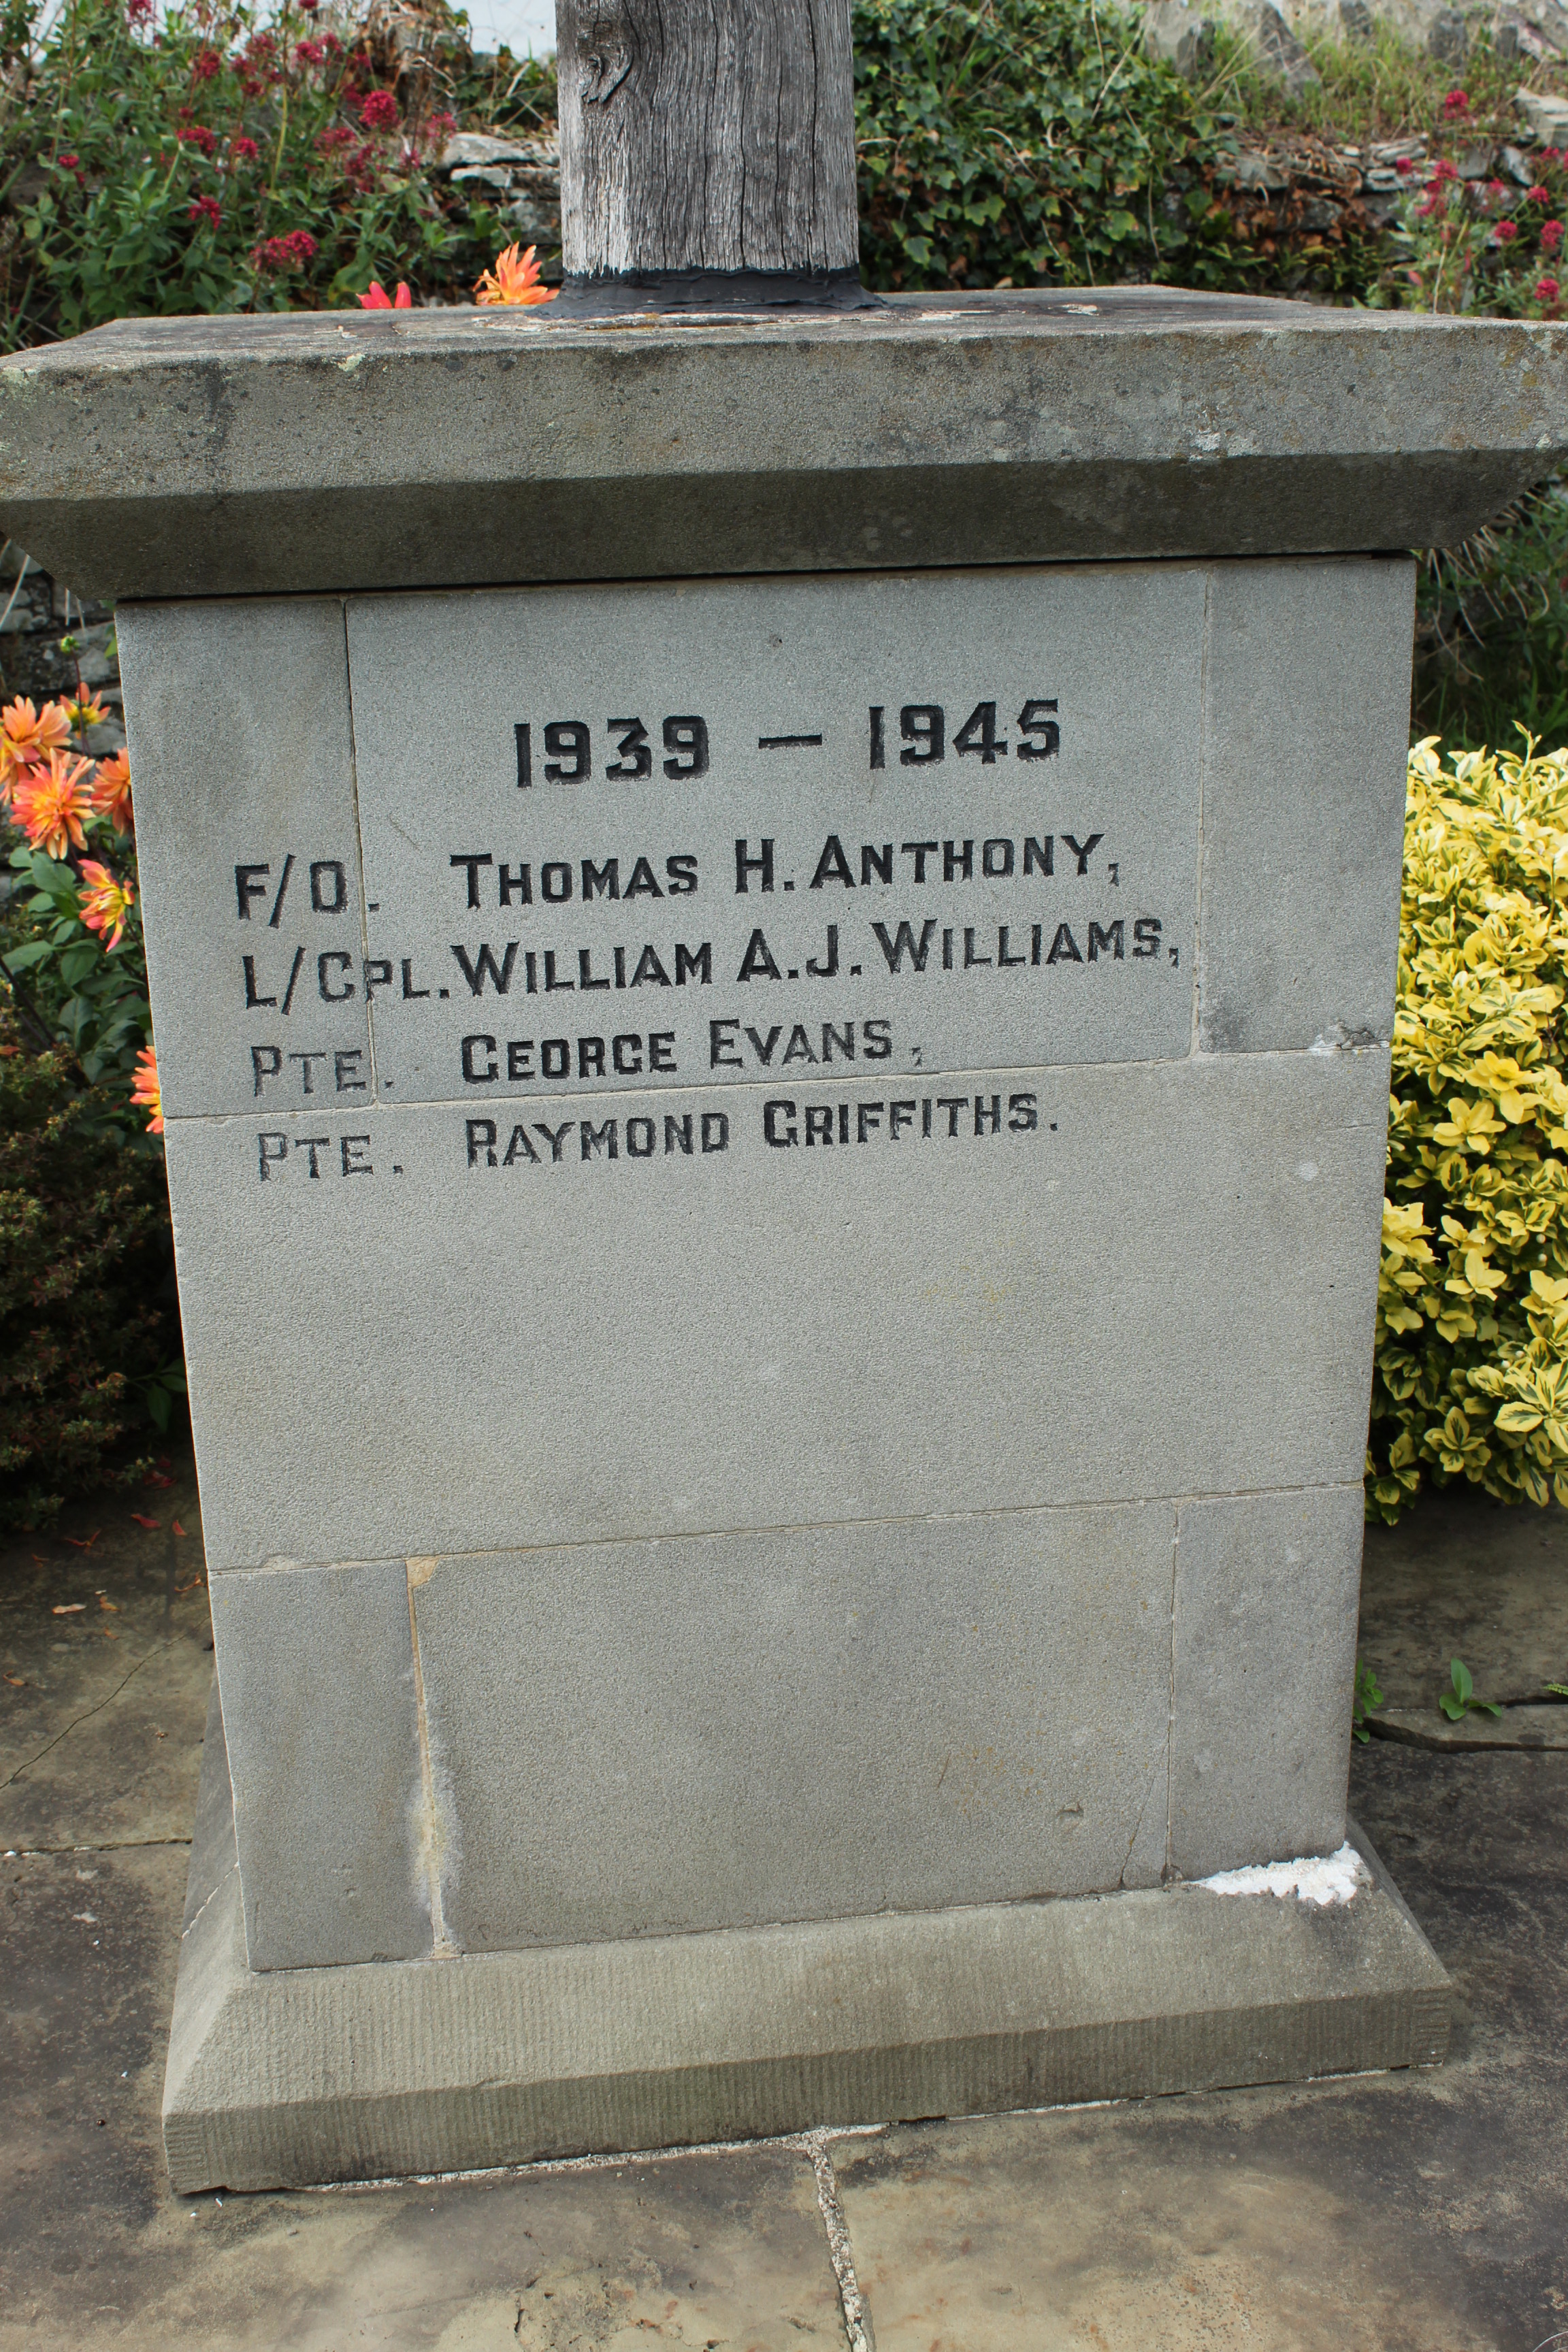 1939 – 1945
F/O. THOMAS H. ANTHONY,
L/CPL. WILLIAM A.J. WILLIAMS,
PTE. GEORGE EVANS,
PTE. RAYMOND GRIFFITHS.